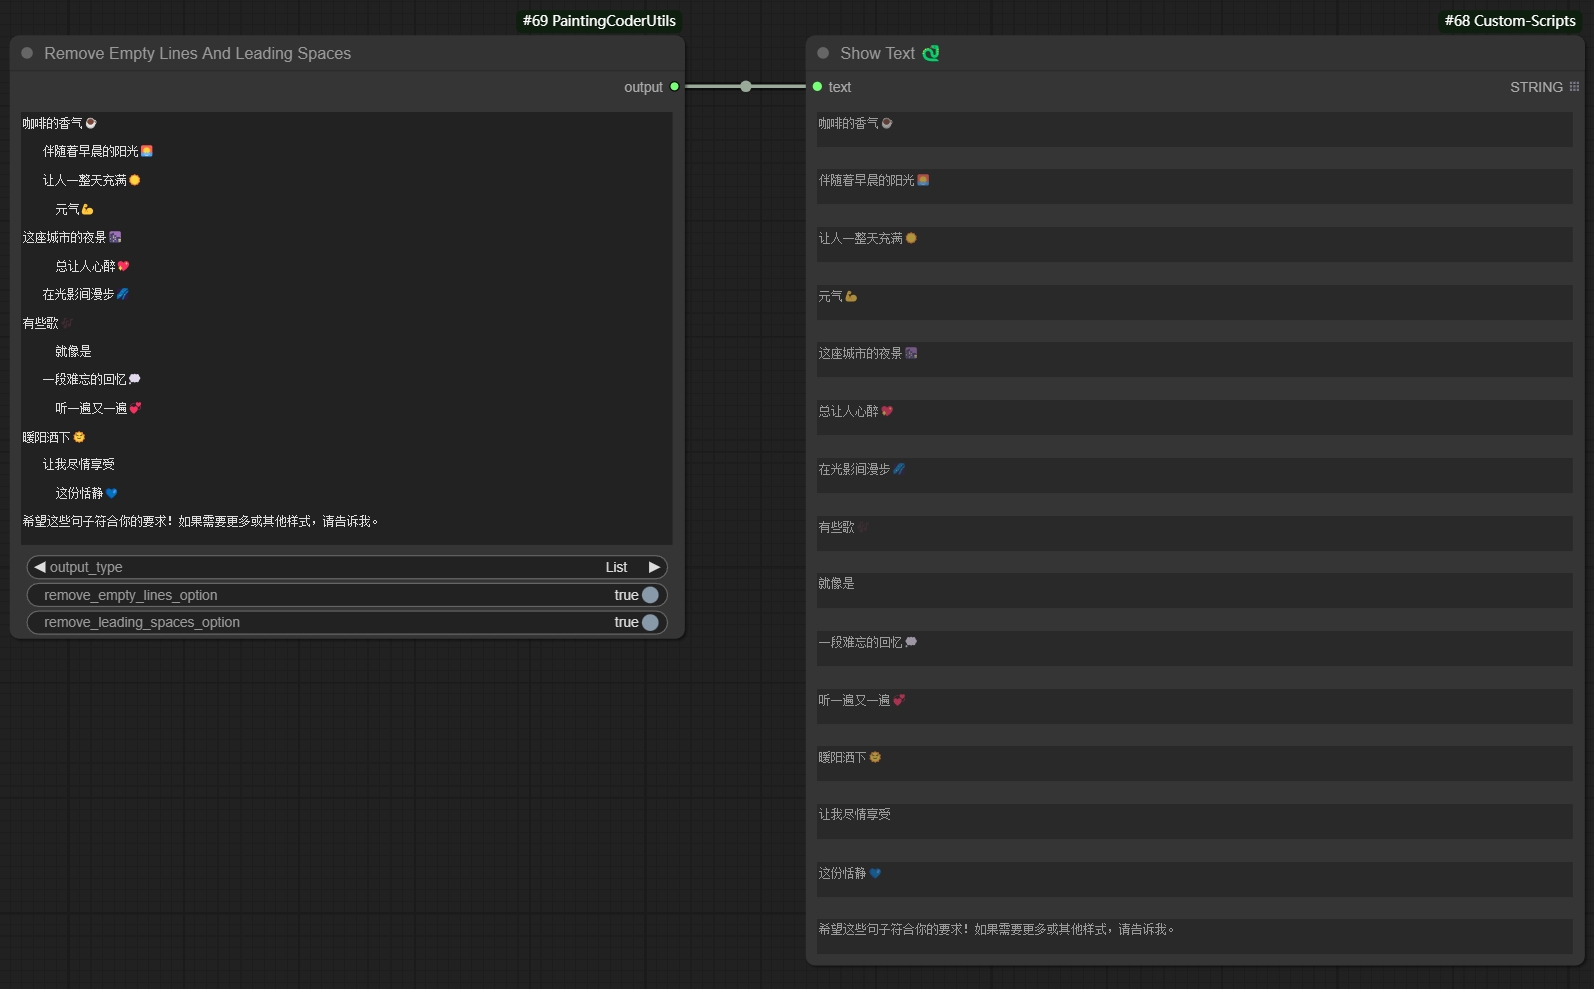 #69 PaintingCoderUtils
Remove Empty Lines And Leading Spaces
output
咖啡的香气☕
伴随着早晨的阳光🌅
让人一整天充满🌞
元气💪
这座城市的夜景🌌
总让人心醉💖
在光影间漫步🌌
有些歌🎶
就像是
一段难忘的回忆💭
听一遍又一遍💞
暖阳洒下🌞
让我尽情享受
这份恬静💙
希望这些句子符合你的要求！如果需要更多或其他样式，请告诉我。
output_type List
remove_empty_lines_option true
remove_leading_spaces_option true
#68 Custom-Scripts
Show Text 🐍
text STRING
咖啡的香气☕
伴随着早晨的阳光🌅
让人一整天充满🌞
元气💪
这座城市的夜景🌌
总让人心醉💖
在光影间漫步🌌
有些歌🎶
就像是
一段难忘的回忆💭
听一遍又一遍💞
暖阳洒下🌞
让我尽情享受
这份恬静💙
希望这些句子符合你的要求！如果需要更多或其他样式，请告诉我。